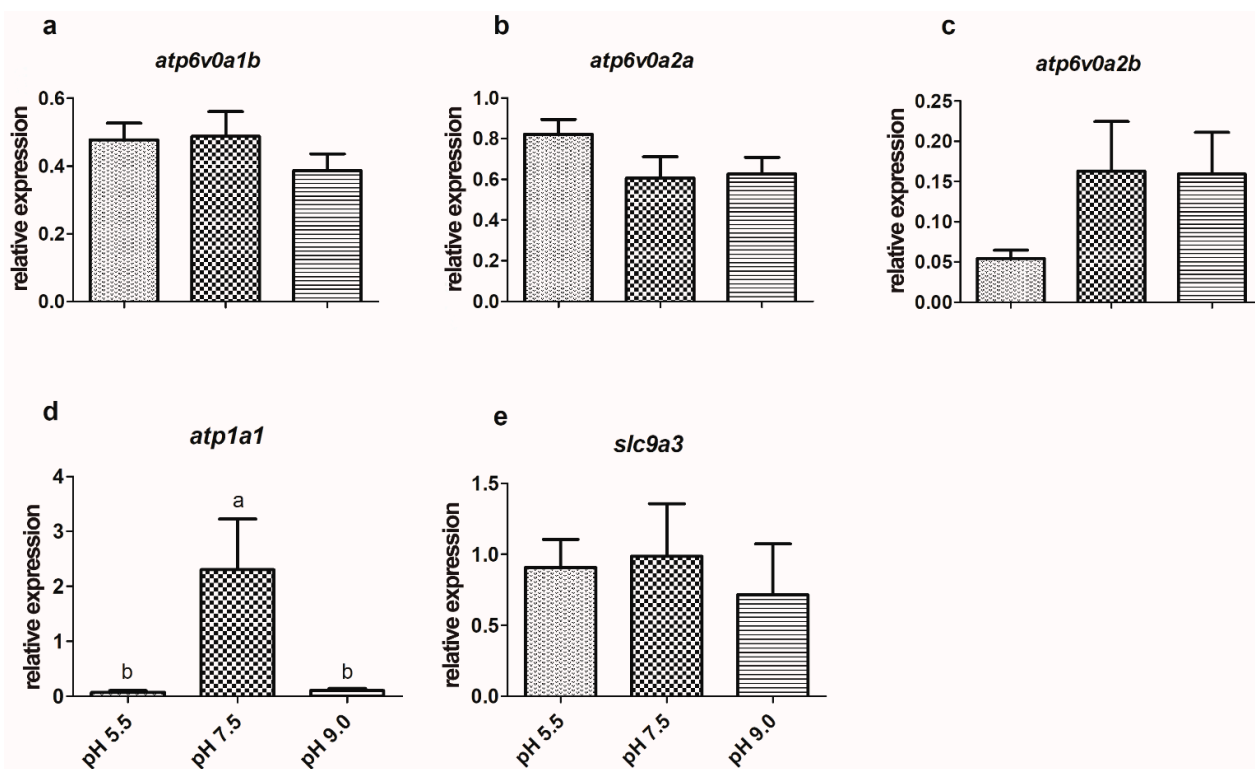 a
atp6v0a1b
relative expression
0.6
0.4
0.2
0.0
b
atp6v0a2a
relative expression
1.0
0.8
0.6
0.4
0.2
0.0
c
atp6v0a2b
relative expression
0.25
0.20
0.15
0.10
0.05
0.00
d
atp1a1
relative expression
4
3
2
1
0
b
a
b
pH 5.5
pH 7.5
pH 9.0
e
slc9a3
relative expression
1.5
1.0
0.5
0.0
pH 5.5
pH 7.5
pH 9.0